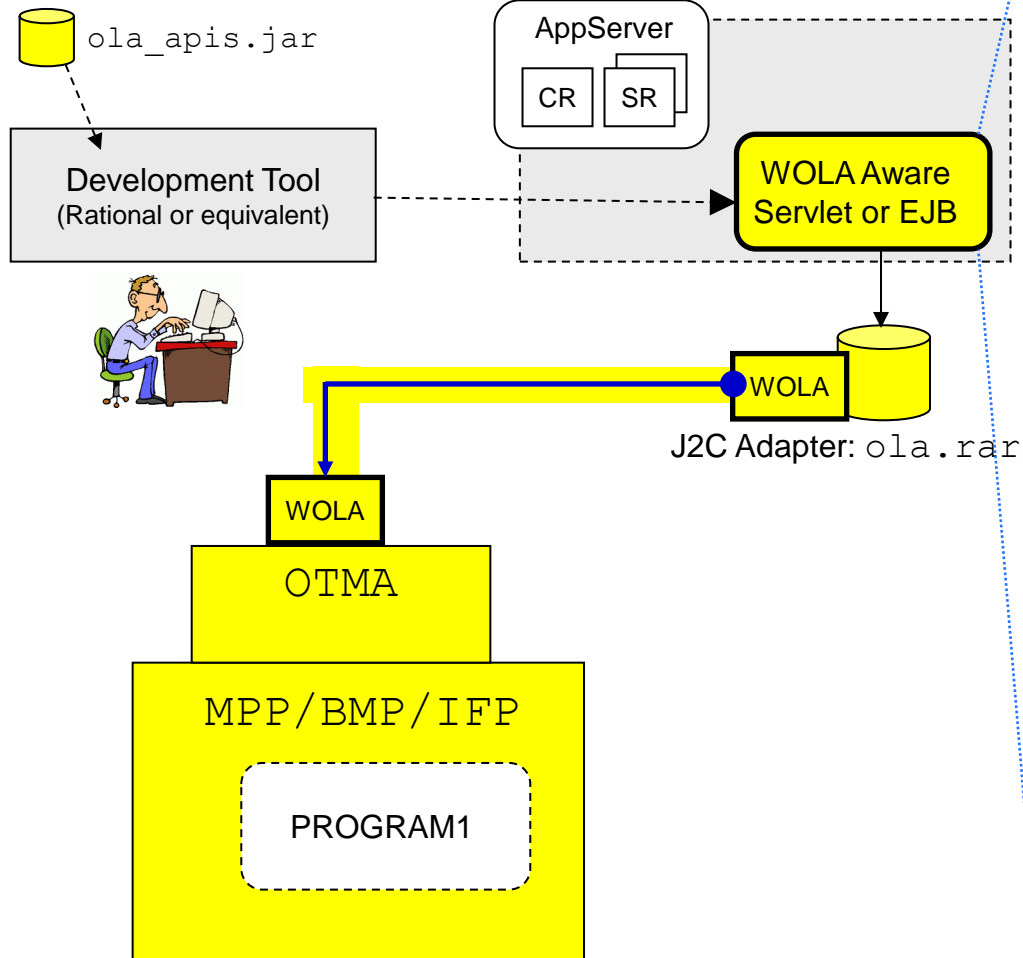 ola_apis.jar
AppServer
CR
SR
Development Tool
(Rational or equivalent)
WOLA Aware
Servlet or EJB
WOLA
J2C Adapter: ola.rar
WOLA
OTMA
MPP/BMP/IFP
PROGRAM1